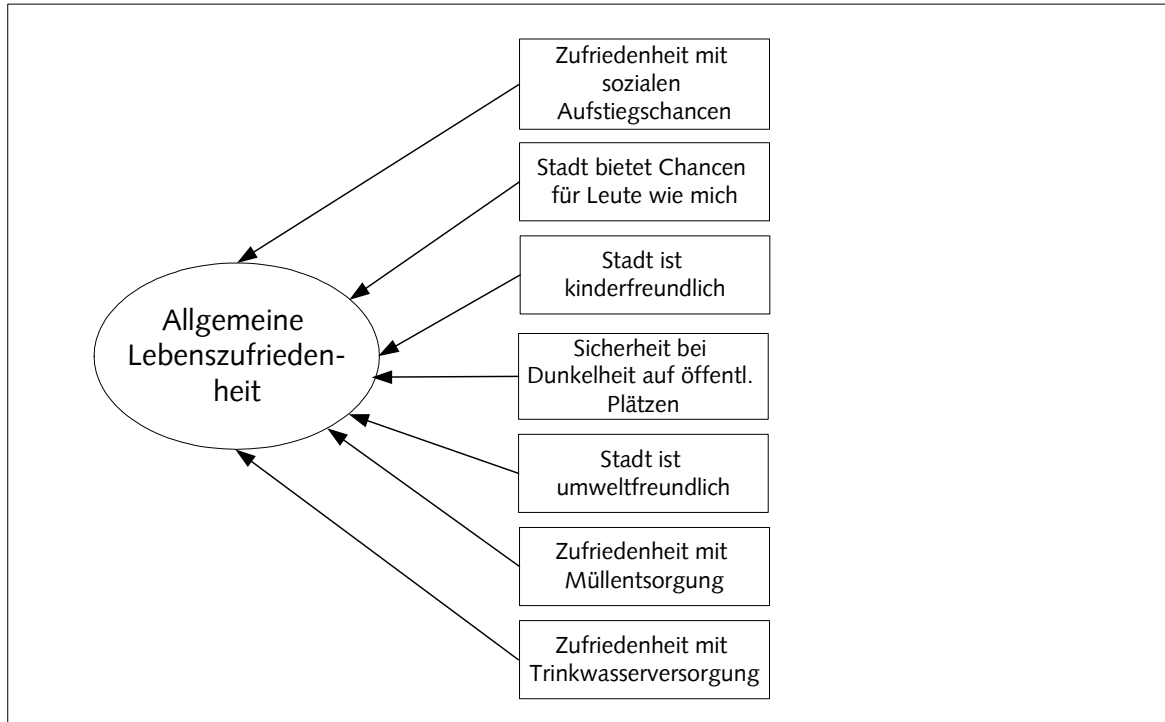 Zufriedenheit mit
sozialen
Aufstiegschancen
Stadt bietet Chancen
für Leute wie mich
Stadt ist
kinderfreundlich
Allgemeine
Lebenszufrieden-
heit
Sicherheit bei
Dunkelheit auf öffentl.
Plätzen
Stadt ist
umweltfreundlich
Zufriedenheit mit
Müllentsorgung
Zufriedenheit mit
Trinkwasserversorgung